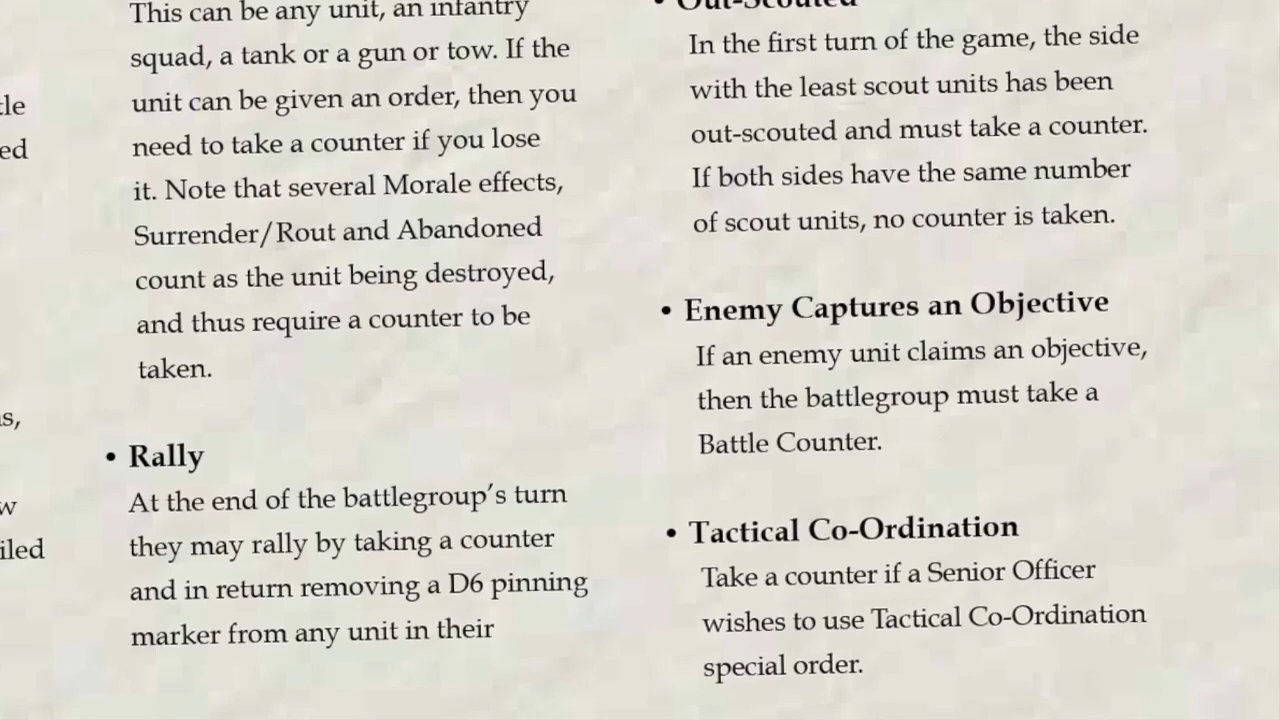 tle
ed
s,
w
iled
This can be any unit, an infantry
squad, a tank or a gun or tow. If the
unit can be given an order, then you
need to take a counter if you lose
it. Note that several Morale effects,
Surrender/Rout and Abandoned
count as the unit being destroyed,
and thus require a counter to be
taken.
• Rally
At the end of the battlegroup's turn
they may rally by taking a counter
and in return removing a D6 pinning
marker from any unit in their
• Out-Scouted
In the first turn of the game, the side
with the least scout units has been
out-scouted and must take a counter.
If both sides have the same number
of scout units, no counter is taken.
• Enemy Captures an Objective
If an enemy unit claims an objective,
then the battlegroup must take a
Battle Counter.
• Tactical Co-Ordination
Take a counter if a Senior Officer
wishes to use Tactical Co-Ordination
special order.